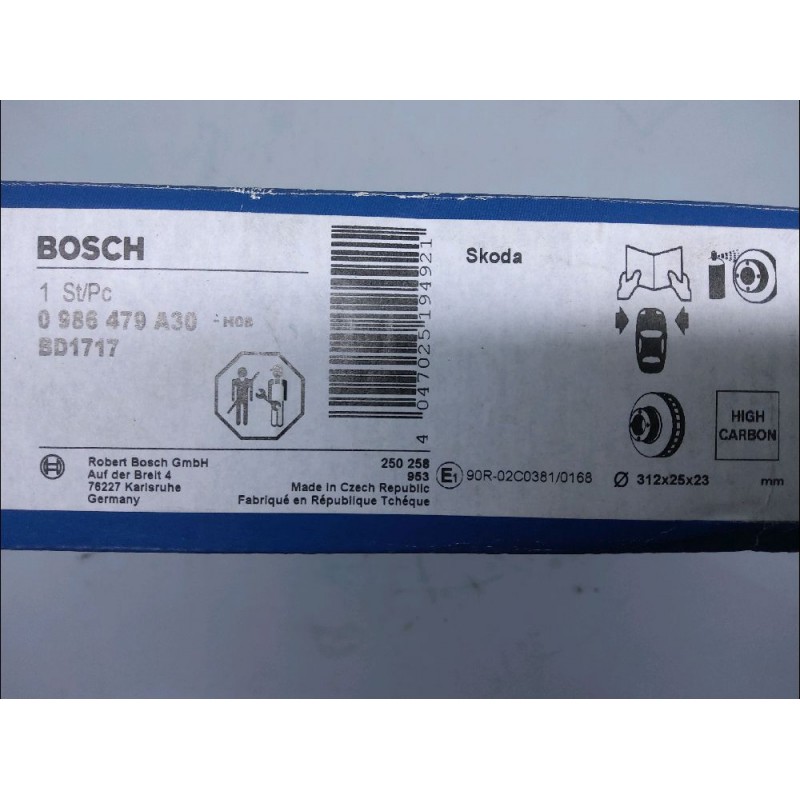 BOSCH
1 St/Pc
0 986 479 A30 - HOR
BD1717
4 047025 194921
Skoda
HIGH
CARBON
Robert Bosch GmbH
Auf der Breit 4
76227 Karlsruhe
Germany
250 258
953
Made in Czech Republic
Fabriqué en République Tchéque
E1 90R-02C0381/0168
Ø 312x25x23 mm